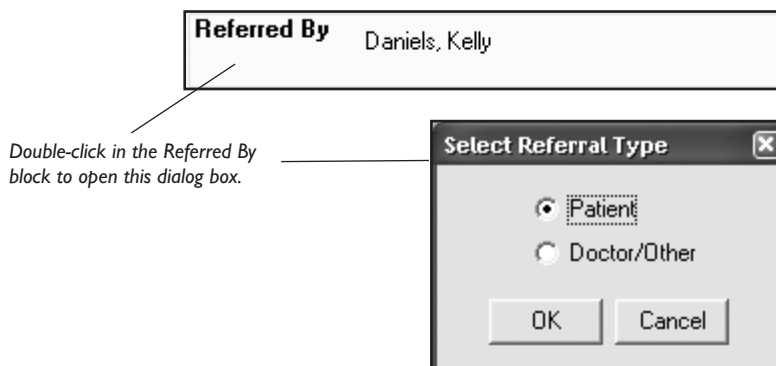 Referred By Daniels, Kelly
Double-click in the Referred By
block to open this dialog box.
Select Referral Type
Patient
Doctor/Other
OK Cancel